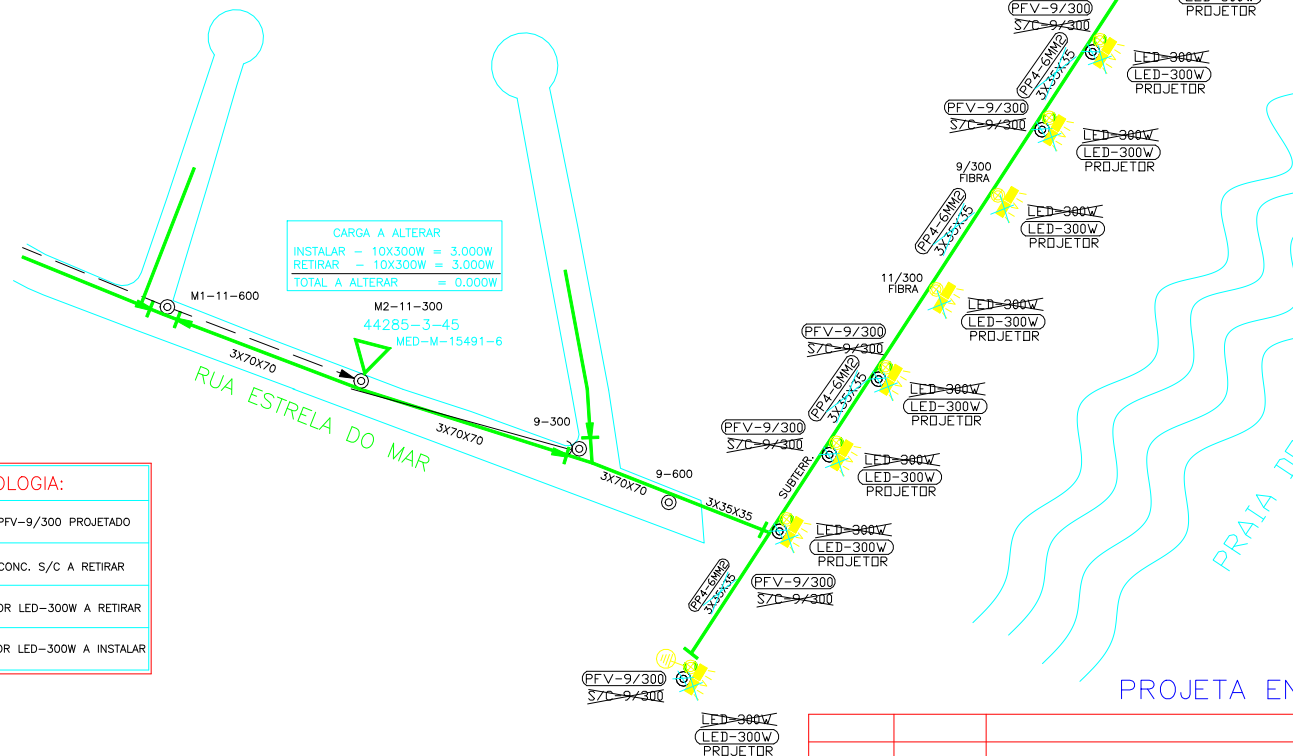 PFV-9/300
S/C-9/300
LED-300W
PROJETOR
PP4-6MM2
3X35X35
LED-300W
LED-300W
PROJETOR
PFV-9/300
S/C-9/300
LED-300W
LED-300W
PROJETOR
9/300
FIBRA
PP4-6MM2
3X35X35
LED-300W
LED-300W
PROJETOR
CARGA A ALTERAR
INSTALAR - 10X300W = 3.000W
RETIRAR - 10X300W = 3.000W
TOTAL A ALTERAR = 0.000W
11/300
FIBRA
LED-300W
LED-300W
PROJETOR
M1-11-600
M2-11-300
44285-3-45
MED-M-15491-6
3X70X70
RUA ESTRELA DO MAR
3X70X70
9-300
3X70X70
9-600
3X35X35
PFV-9/300
S/C-9/300
PP4-6MM2
3X35X35
LED-300W
LED-300W
PROJETOR
PFV-9/300
S/C-9/300
SUBTERR.
LED-300W
LED-300W
PROJETOR
LED-300W
LED-300W
PROJETOR
PFV-9/300
S/C-9/300
PP4-6MM2
3X35X35
PFV-9/300
S/C-9/300
LED-300W
LED-300W
PROJETOR
OLOGIA:
PFV-9/300 PROJETADO
CONC. S/C A RETIRAR
OR LED-300W A RETIRAR
OR LED-300W A INSTALAR
PRAIA DE
PROJETA EN